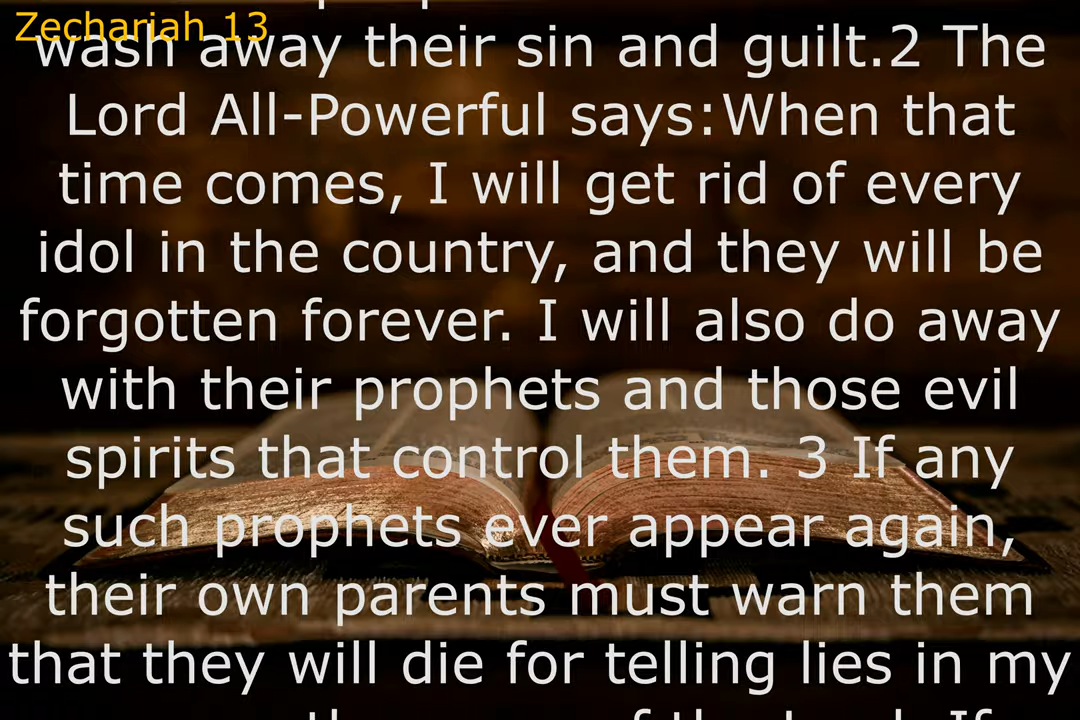 Zechariah 13
wash away their sin and guilt.2 The
Lord All-Powerful says:When that
time comes, I will get rid of every
idol in the country, and they will be
forgotten forever. I will also do away
with their prophets and those evil
spirits that control them. 3 If any
such prophets ever appear again,
their own parents must warn them
that they will die for telling lies in my